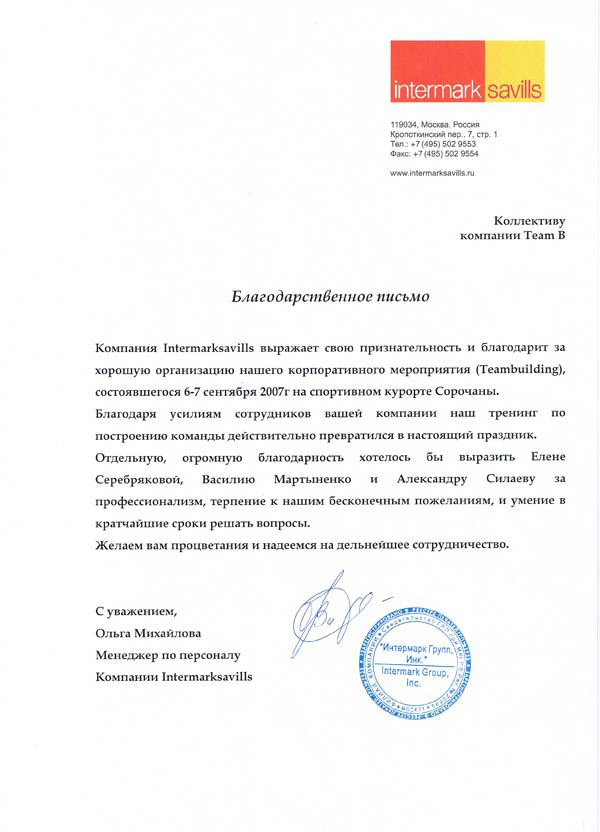 intermark savills
119034, Москва, Россия
Кропоткинский пер., 7, стр. 1
Тел.: +7 (495) 502 9553
Факс: +7 (495) 502 9554
www.intermarksavills.ru
Коллективу
компании Team B
Благодарственное письмо
Компания Intermarksavills выражает свою признательность и благодарит за
хорошую организацию нашего корпоративного мероприятия (Teambuilding),
состоявшегося 6-7 сентября 2007г на спортивном курорте Сорочаны.
Благодаря усилиям сотрудников вашей компании наш тренинг по
построению команды действительно превратился в настоящий праздник.
Отдельную, огромную благодарность хотелось бы выразить Елене
Серебряковой, Василию Мартыненко и Александру Силаеву за
профессионализм, терпение к нашим бесконечным пожеланиям, и умение в
кратчайшие сроки решать вопросы.
Желаем вам процветания и надеемся на дельнейшее сотрудничество.
С уважением,
Ольга Михайлова
Менеджер по персоналу
Компании Intermarksavills
"Интермарк Групп,
Инк."
Intermark Group,
Inc.